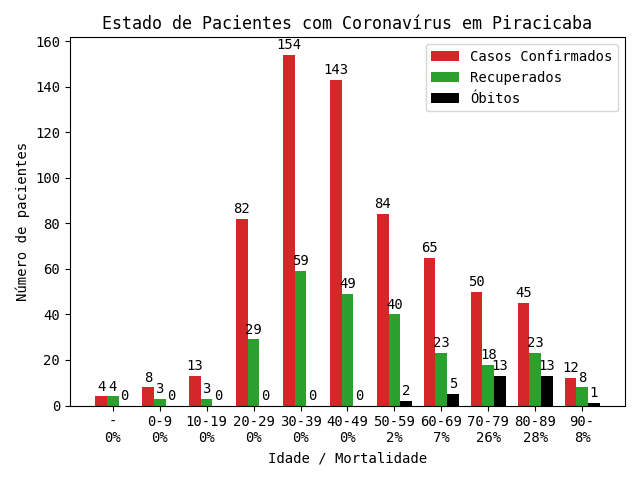 Estado de Pacientes com Coronavírus em Piracicaba
Casos Confirmados
Recuperados
Óbitos
Número de pacientes
160
140
120
100
80
60
40
20
0
4 4 0
8 3 0
13 3 0
82 29 0
154 59 0
143 49 0
84 40 2
65 23 5
50 18 13
45 23 13
12 8 1
- 0-9 10-19 20-29 30-39 40-49 50-59 60-69 70-79 80-89 90-
0% 0% 0% 0% 0% 0% 2% 7% 26% 28% 8%
Idade / Mortalidade